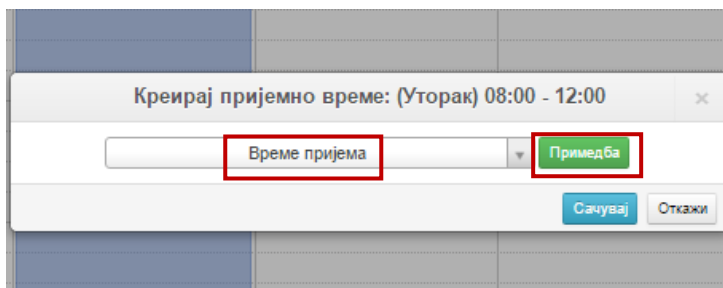 Креирај пријемно време: (Уторак) 08:00 - 12:00 ×
Време пријема Примедба
Сачувај Откажи